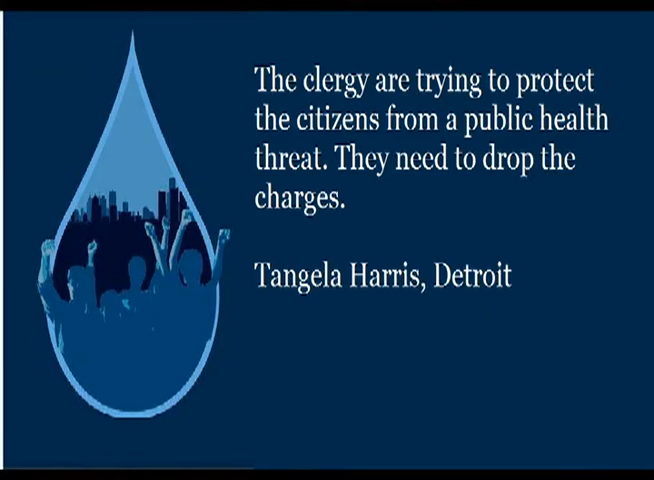 The clergy are trying to protect
the citizens from a public health
threat. They need to drop the
charges.
Tangela Harris, Detroit